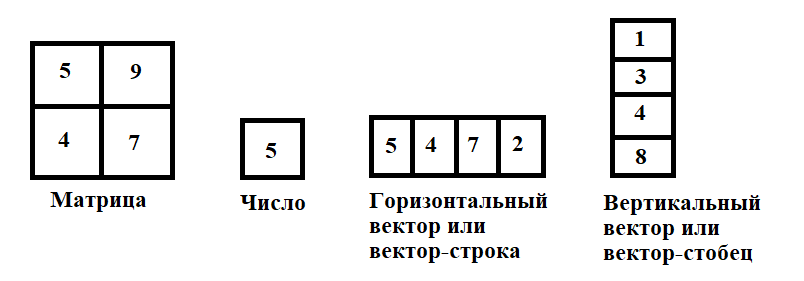 5 9
4 7
Матрица
5
Число
5 4 7 2
Горизонтальный
вектор или
вектор-строка
1
3
4
8
Вертикальный
вектор или
вектор-стобец